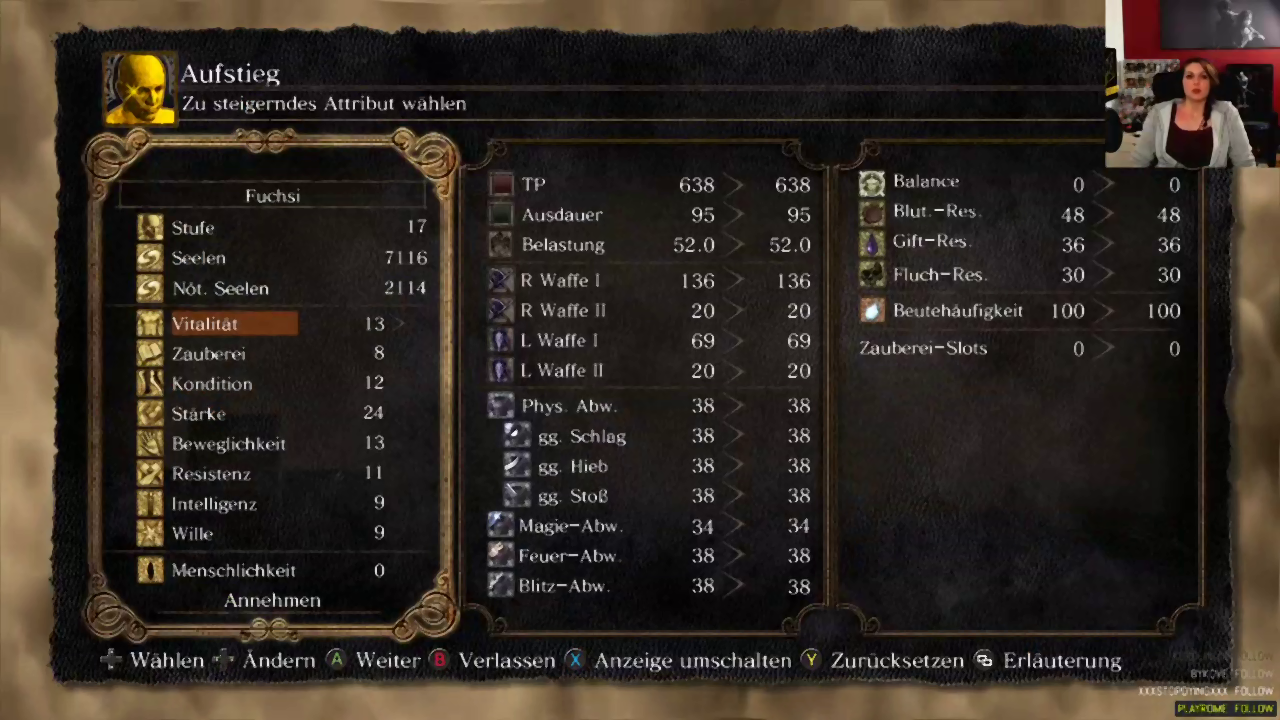 Aufstieg
Zu steigerndes Attribut wählen
Fuchsi
Stufe 17
Seelen 7116
Nöt. Seelen 2114
Vitalität 13 >
Zauberei 8
Kondition 12
Stärke 24
Beweglichkeit 13
Resistenz 11
Intelligenz 9
Wille 9
Menschlichkeit 0
Annehmen
TP 638 > 638
Ausdauer 95 > 95
Belastung 52.0 > 52.0
R Waffe I 136 > 136
R Waffe II 20 > 20
L Waffe I 69 > 69
L Waffe II 20 > 20
Phys. Abw. 38 > 38
gg. Schlag 38 > 38
gg. Hieb 38 > 38
gg. Stoß 38 > 38
Magie-Abw. 34 > 34
Feuer-Abw. 38 > 38
Blitz-Abw. 38 > 38
Balance 0 > 0
Blut.-Res. 48 > 48
Gift-Res. 36 > 36
Fluch-Res. 30 > 30
Beutehäufigkeit 100 > 100
Zauberei-Slots 0 > 0
Wählen Ändern A Weiter B Verlassen X Anzeige umschalten Y Zurücksetzen Erläuterung
FOLLOW
XXXSTOPDYINGXXX FOLLOW
PLAYROME FOLLOW